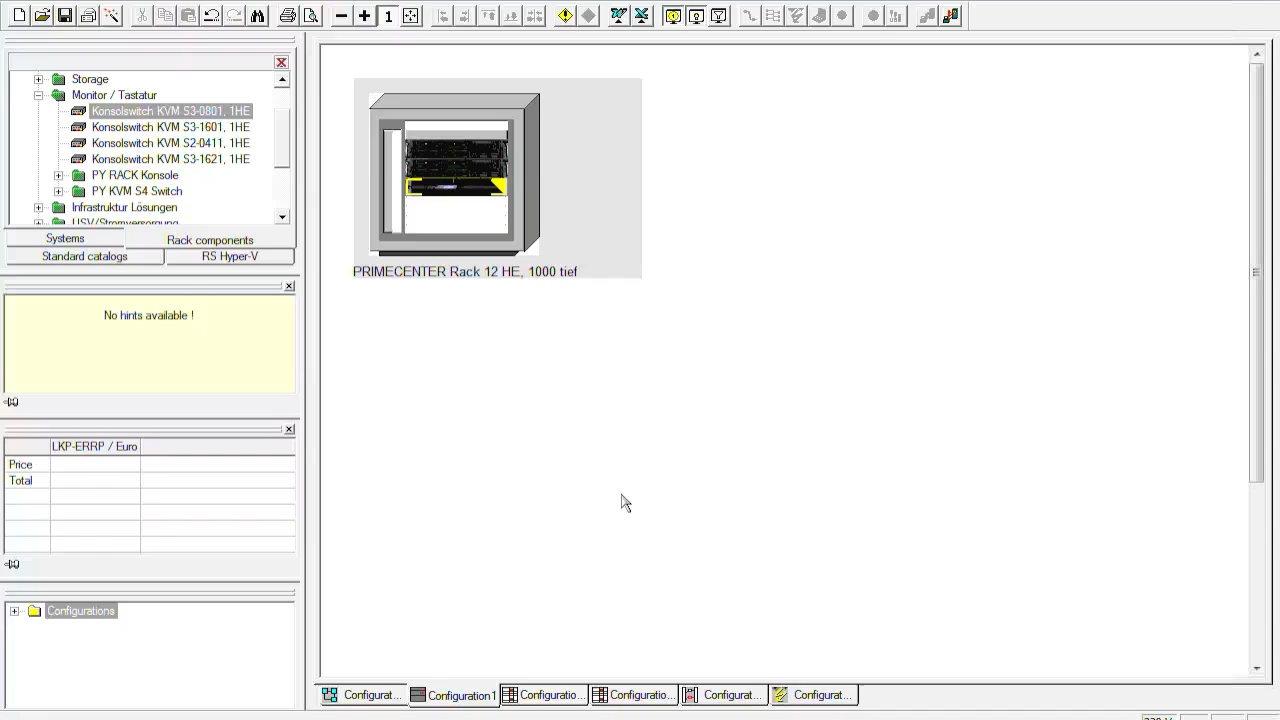 1
Storage
Monitor / Tastatur
Konsolswitch KVM S3-0801, 1HE
Konsolswitch KVM S3-1601, 1HE
Konsolswitch KVM S2-0411, 1HE
Konsolswitch KVM S3-1621, 1HE
PY RACK Konsole
PY KVM S4 Switch
Infrastruktur Lösungen
USV/Stromversorgung
Systems
Rack components
Standard catalogs
RS Hyper-V
No hints available !
LKP-ERRP / Euro
Price
Total
Configurations
PRIMECENTER Rack 12 HE, 1000 tief
Configurat...
Configuration1
Configuratio...
Configuratio...
Configurat...
Configurat...